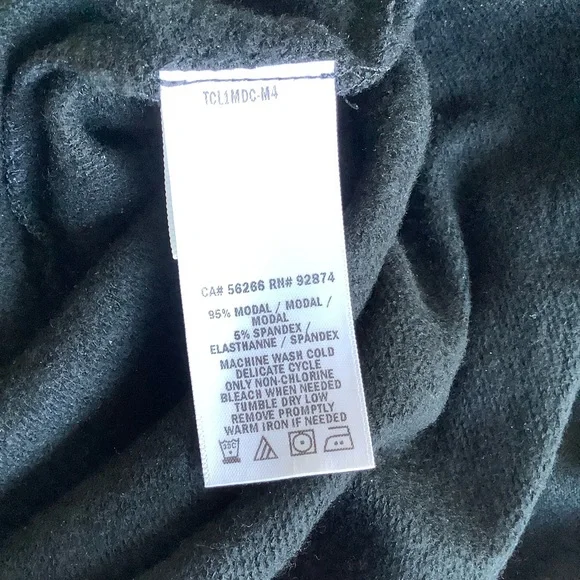 TCL1MDC-M4
CA# 56266 RN# 92874
95% MODAL / MODAL /
MODAL
5% SPANDEX /
ELASTHANNE / SPÁNDEX
MACHINE WASH COLD
DELICATE CYCLE
ONLY NON-CHLORINE
BLEACH WHEN NEEDED
TUMBLE DRY LOW
REMOVE PROMPTLY
WARM IRON IF NEEDED